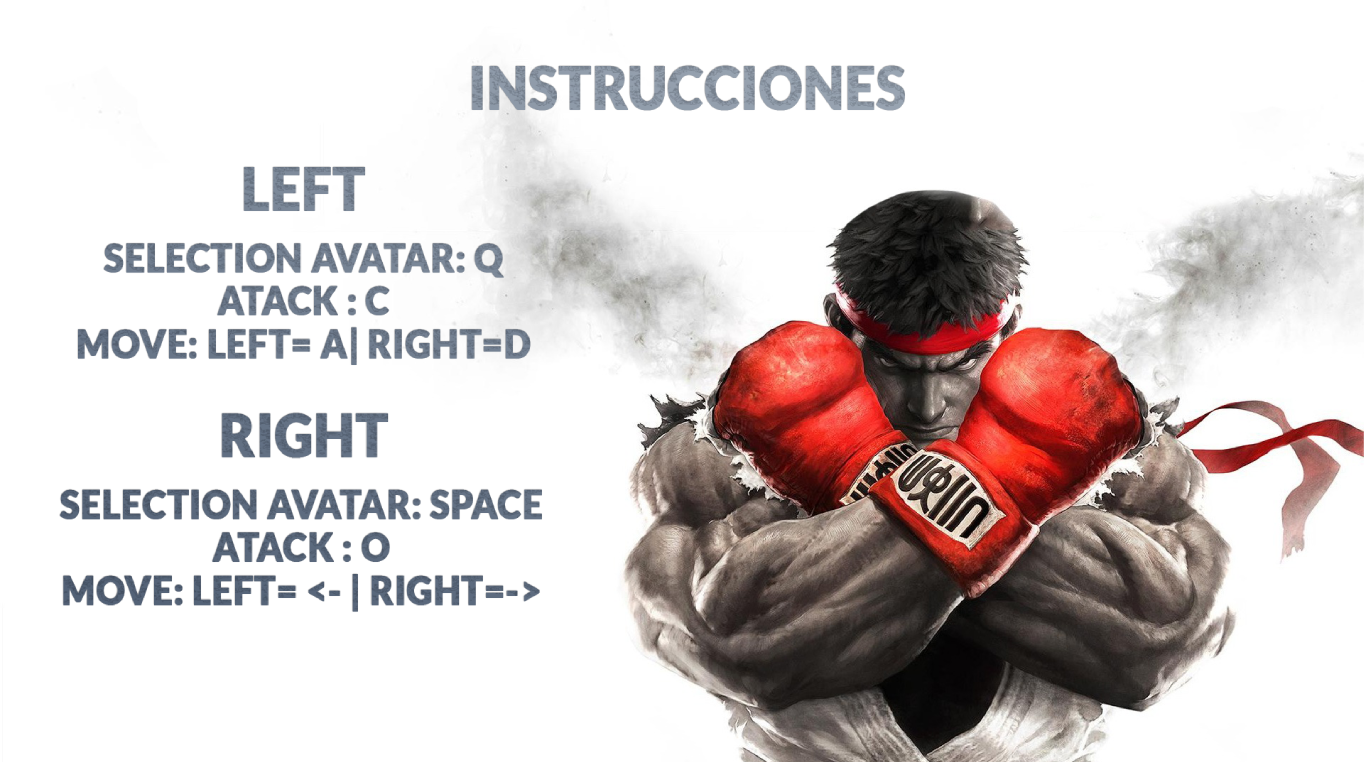 INSTRUCCIONES
LEFT
SELECTION AVATAR: Q
ATACK : C
MOVE: LEFT= A| RIGHT=D
RIGHT
SELECTION AVATAR: SPACE
ATACK : O
MOVE: LEFT= <- | RIGHT=->